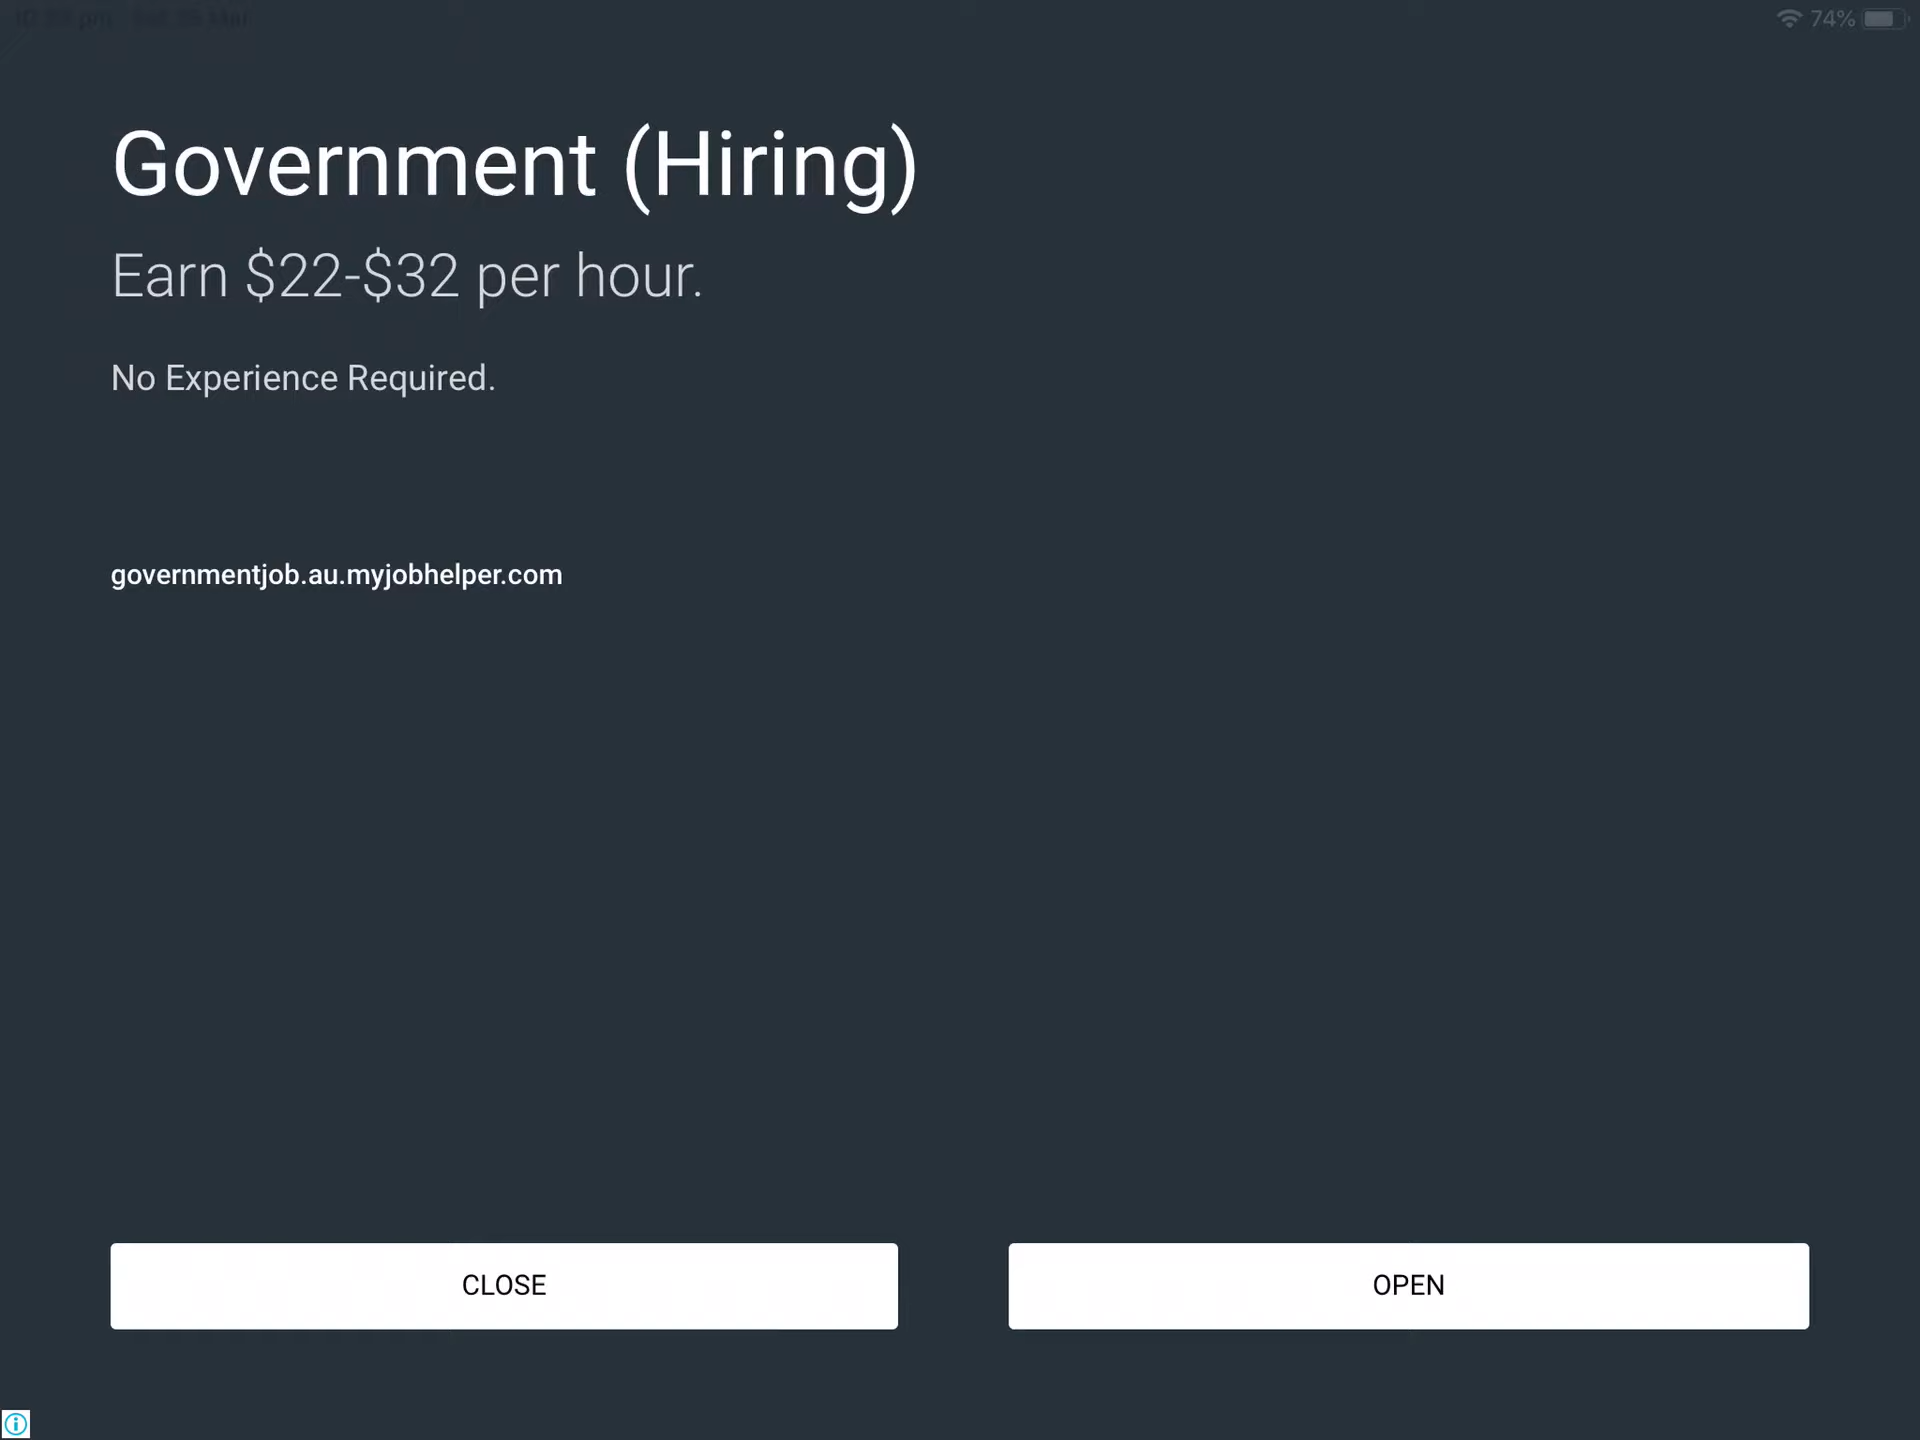 74%
Government (Hiring)
Earn $22-$32 per hour.
No Experience Required.
governmentjob.au.myjobhelper.com
CLOSE
OPEN